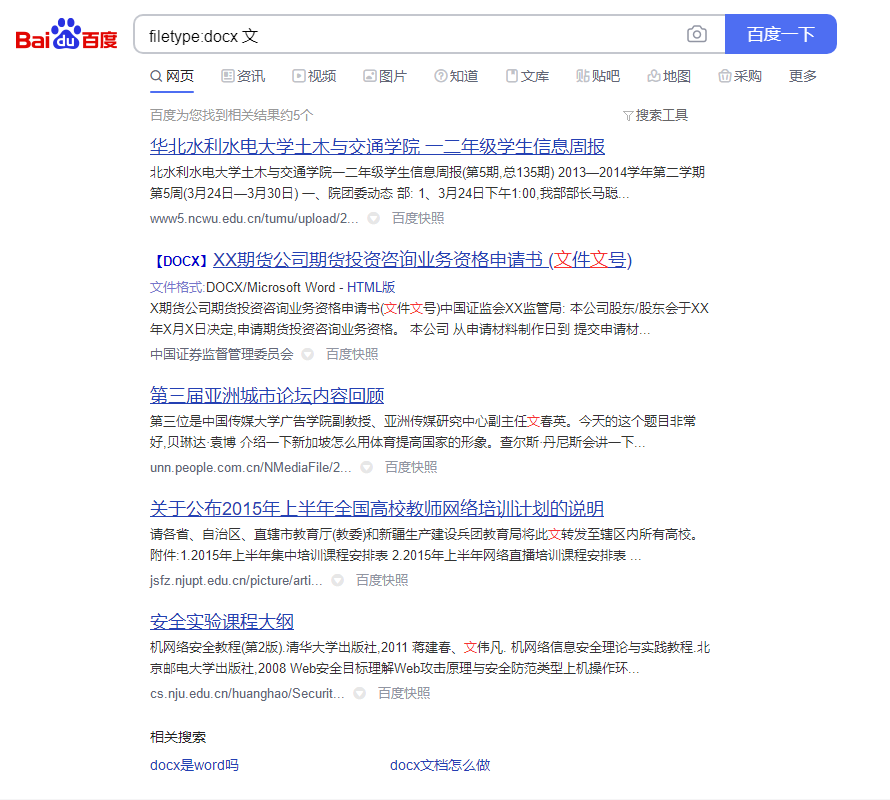 Bai du 百度
filetype:docx 文
百度一下
网页 资讯 视频 图片 知道 文库 贴吧 地图 采购 更多
百度为您找到相关结果约5个 搜索工具
华北水利水电大学土木与交通学院 一二年级学生信息周报
北水利水电大学土木与交通学院一二年级学生信息周报(第5期,总135期) 2013—2014学年第二学期
第5周(3月24日—3月30日) 一、院团委动态 部: 1、3月24日下午1:00,我部部长马聪...
www5.ncwu.edu.cn/tumu/upload/2... 百度快照
【DOCX】XX期货公司期货投资咨询业务资格申请书 (文件文号)
文件格式:DOCX/Microsoft Word - HTML版
X期货公司期货投资咨询业务资格申请书(文件文号)中国证监会XX监管局: 本公司股东/股东会于XX
年X月X日决定,申请期货投资咨询业务资格。 本公司 从申请材料制作日到 提交申请材...
中国证券监督管理委员会 百度快照
第三届亚洲城市论坛内容回顾
第三位是中国传媒大学广告学院副教授、亚洲传媒研究中心副主任文春英。今天的这个题目非常
好,贝琳达·袁博 介绍一下新加坡怎么用体育提高国家的形象。查尔斯·丹尼斯会讲一下...
unn.people.com.cn/NMediaFile/2... 百度快照
关于公布2015年上半年全国高校教师网络培训计划的说明
请各省、自治区、直辖市教育厅(教委)和新疆生产建设兵团教育局将此文转发至辖区内所有高校。
附件:1.2015年上半年集中培训课程安排表 2.2015年上半年网络直播培训课程安排表 ...
jsfz.njupt.edu.cn/picture/arti... 百度快照
安全实验课程大纲
机网络安全教程(第2版).清华大学出版社,2011 蒋建春、文伟凡. 机网络信息安全理论与实践教程.北
京邮电大学出版社,2008 Web安全目标理解Web攻击原理与安全防范类型上机操作环...
cs.nju.edu.cn/huanghao/Securit... 百度快照
相关搜索
docx是word吗 docx文档怎么做